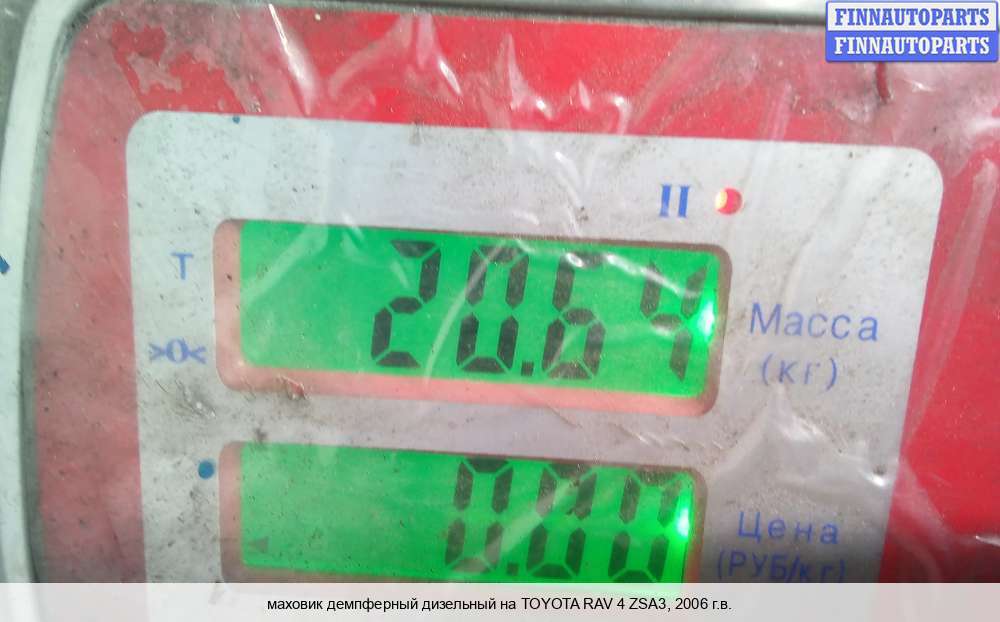 FINNAUTOPARTS
FINNAUTOPARTS
II
T
20.64
Масса
(кг)
>0<
0.00
Цена
(РУБ/кг)
маховик демпферный дизельный на TOYOTA RAV 4 ZSA3, 2006 г.в.